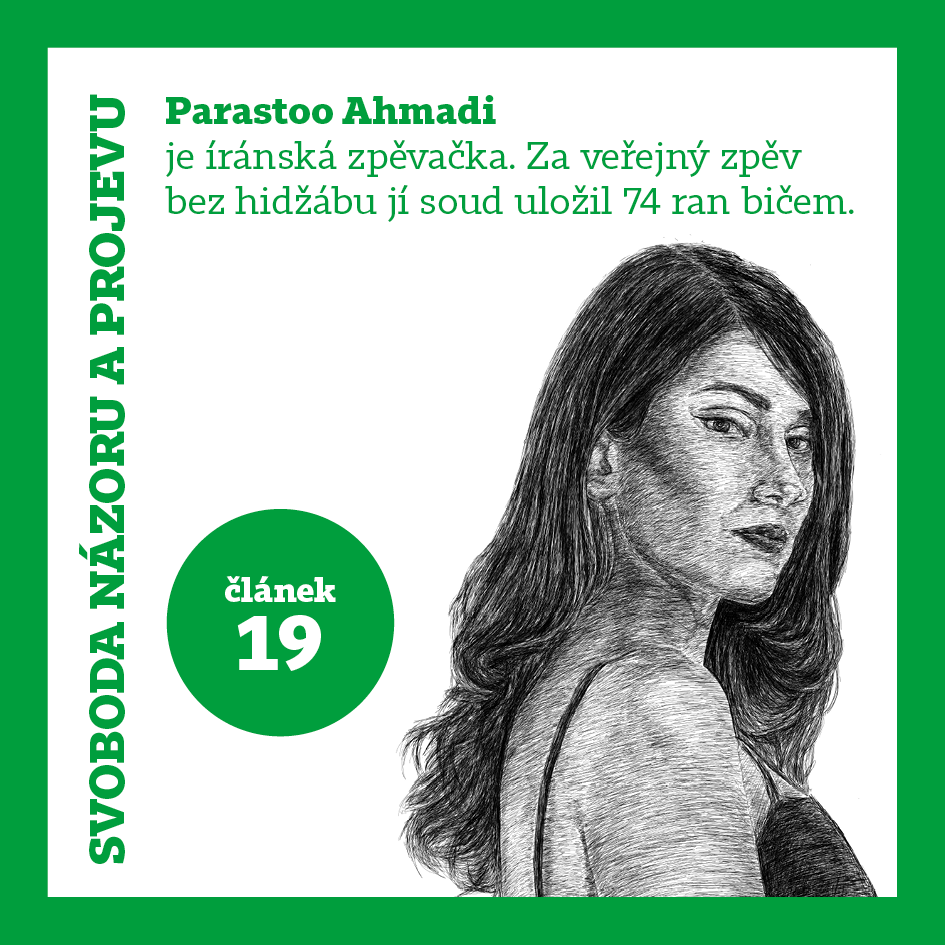 SVOBODA NÁZORU A PROJEVU
Parastoo Ahmadi
je íránská zpěvačka. Za veřejný zpěv
bez hidžábu jí soud uložil 74 ran bičem.
článek
19